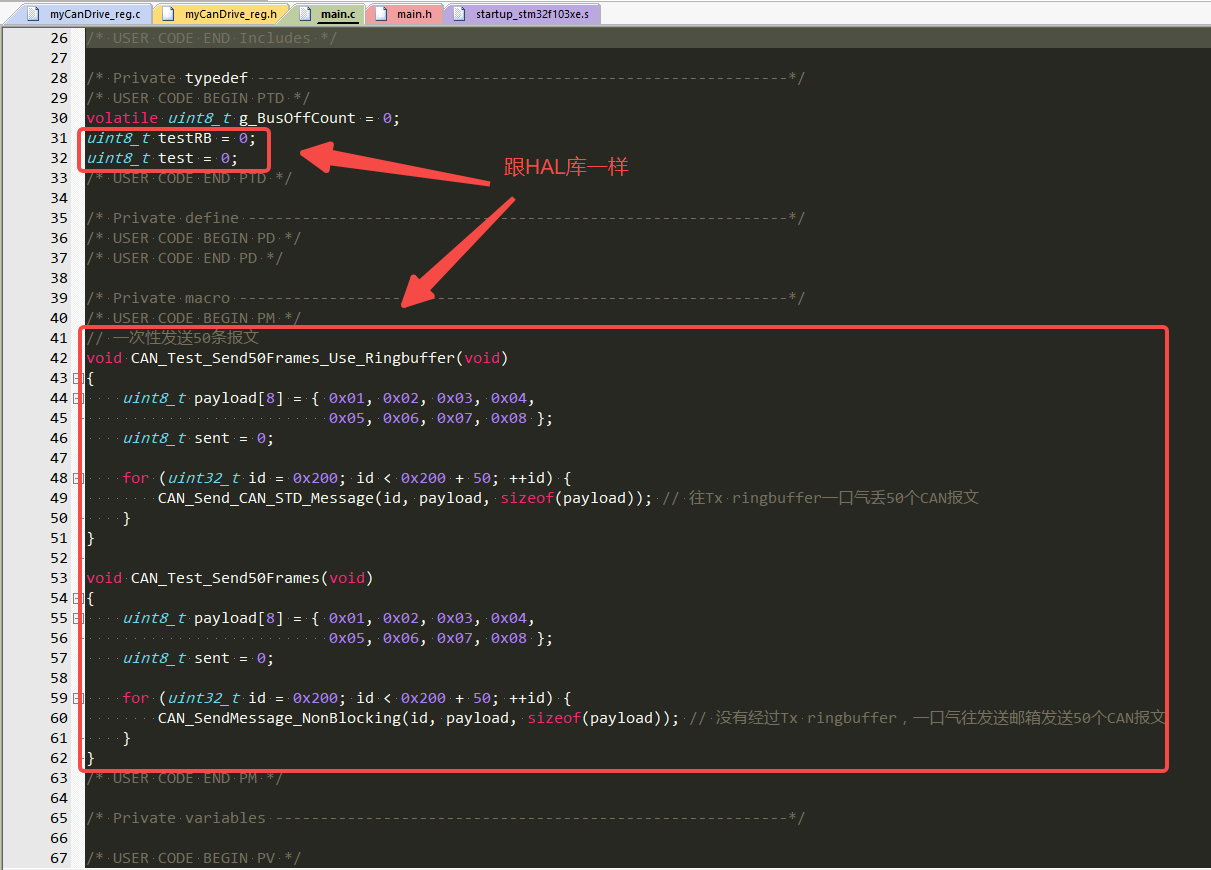 myCanDrive_reg.c myCanDrive_reg.h main.c main.h startup_stm32f103xe.s
26 /* USER CODE END Includes */
27
28 /* Private typedef -----------------------------------------------------------*/
29 /* USER CODE BEGIN PTD */
30 volatile uint8_t g_BusOffCount = 0;
31 uint8_t testRB = 0;
32 uint8_t test = 0;
跟HAL库一样
33 /* USER CODE END PTD */
34
35 /* Private define ------------------------------------------------------------*/
36 /* USER CODE BEGIN PD */
37 /* USER CODE END PD */
38
39 /* Private macro -------------------------------------------------------------*/
40 /* USER CODE BEGIN PM */
41 // 一次性发送50条报文
42 void CAN_Test_Send50Frames_Use_Ringbuffer(void)
43 {
44     uint8_t payload[8] = { 0x01, 0x02, 0x03, 0x04,
45                            0x05, 0x06, 0x07, 0x08 };
46     uint8_t sent = 0;
47
48     for (uint32_t id = 0x200; id < 0x200 + 50; ++id) {
49         CAN_Send_CAN_STD_Message(id, payload, sizeof(payload)); // 往Tx ringbuffer一口气丢50个CAN报文
50     }
51 }
52
53 void CAN_Test_Send50Frames(void)
54 {
55     uint8_t payload[8] = { 0x01, 0x02, 0x03, 0x04,
56                            0x05, 0x06, 0x07, 0x08 };
57     uint8_t sent = 0;
58
59     for (uint32_t id = 0x200; id < 0x200 + 50; ++id) {
60         CAN_SendMessage_NonBlocking(id, payload, sizeof(payload)); // 没有经过Tx ringbuffer，一口气往发送邮箱发送50个CAN报文
61     }
62 }
63 /* USER CODE END PM */
64
65 /* Private variables ---------------------------------------------------------*/
66
67 /* USER CODE BEGIN PV */